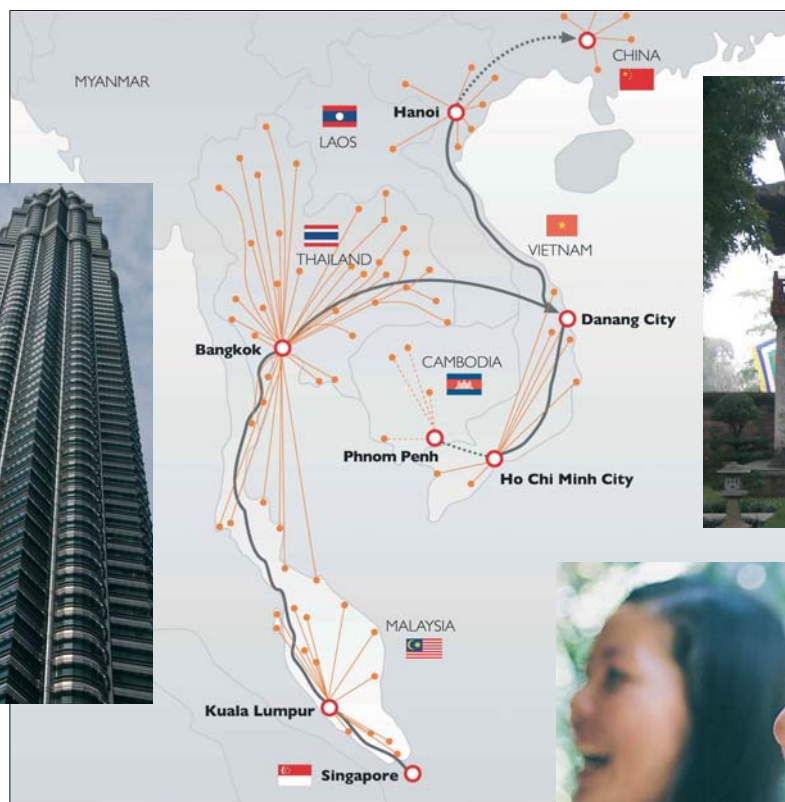 CHINA
MYANMAR
Hanoi
LAOS
VIETNAM
THAILAND
Danang City
Bangkok
CAMBODIA
Phnom Penh
Ho Chi Minh City
MALAYSIA
Kuala Lumpur
Singapore